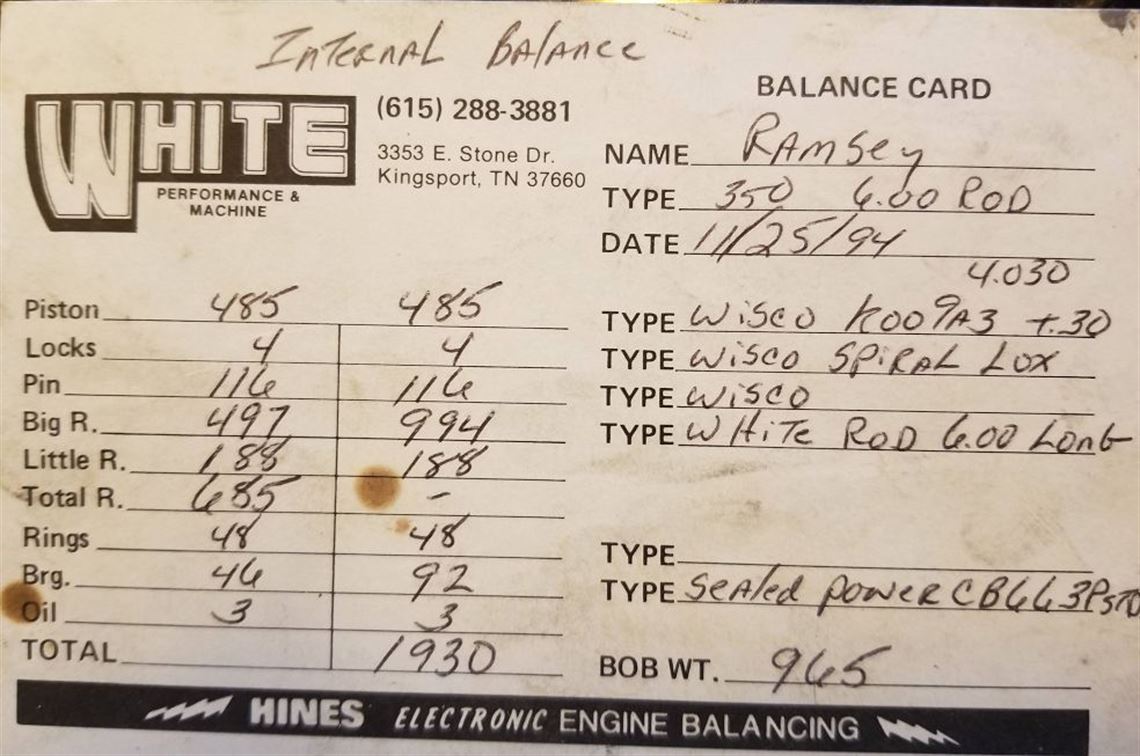 Internal Balance
WHITE
PERFORMANCE &
MACHINE
(615) 288-3881
3353 E. Stone Dr.
Kingsport, TN 37660
BALANCE CARD
NAME Ramsey
TYPE 350 6.00 ROD
DATE 11/25/94
4.030
Piston 485 485
Locks 4 4
Pin 116 116
Big R. 497 994
Little R. 188 188
Total R. 685 -
Rings 48 48
Brg. 46 92
Oil 3 3
TOTAL 1930
TYPE WiSCO K009A3 +.30
TYPE WiSCO SPiRAL LOX
TYPE WiSCO
TYPE WHiTE ROD 6.00 LONG
TYPE
TYPE Sealed power CB663PSTD
BOB WT. 965
HINES ELECTRONIC ENGINE BALANCING